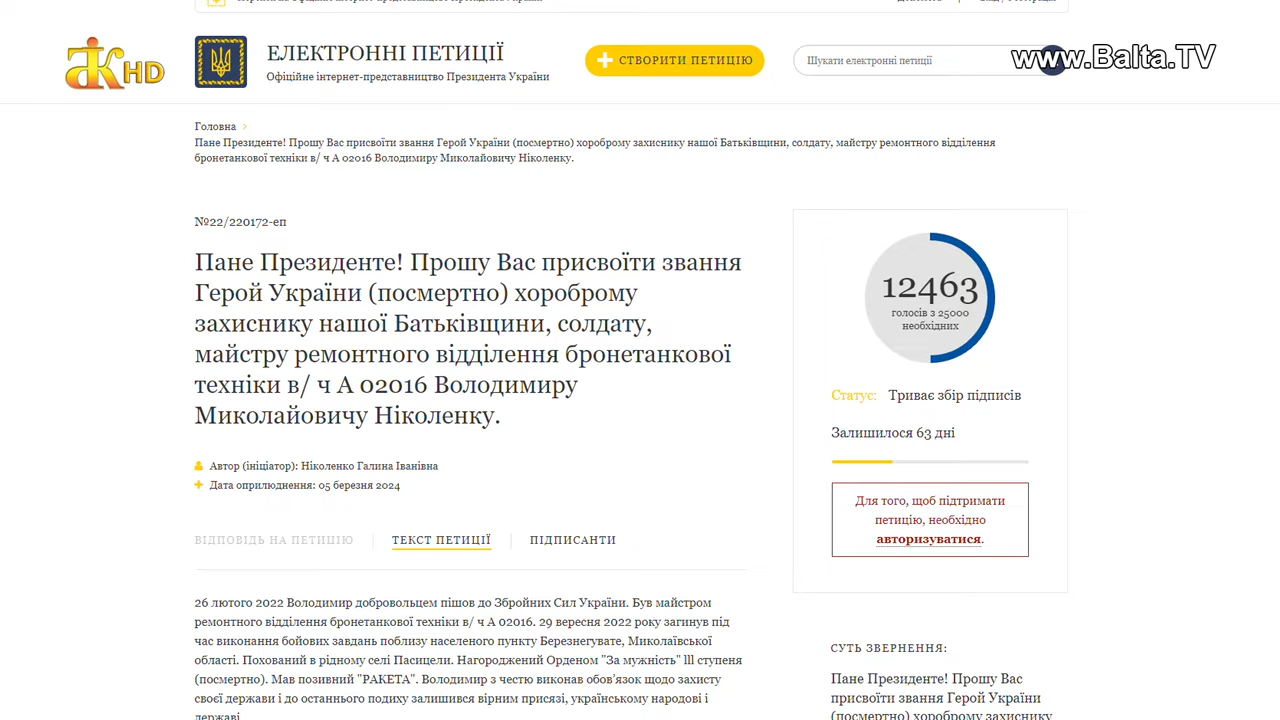 ЕЛЕКТРОННІ ПЕТИЦІЇ
Офіційне інтернет-представництво Президента України
СТВОРИТИ ПЕТИЦІЮ
Шукати електронні петиції
www.Balta.TV
HD
Головна
Пане Президенте! Прошу Вас присвоїти звання Герой України (посмертно) хороброму захиснику нашої Батьківщини, солдату, майстру ремонтного відділення
бронетанкової техніки в/ ч А 02016 Володимиру Миколайовичу Ніколенку.
№22/220172-еп
Пане Президенте! Прошу Вас присвоїти звання
Герой України (посмертно) хороброму
захиснику нашої Батьківщини, солдату,
майстру ремонтного відділення бронетанкової
техніки в/ ч А 02016 Володимиру
Миколайовичу Ніколенку.
Автор (ініціатор): Ніколенко Галина Іванівна
Дата оприлюднення: 05 березня 2024
ВІДПОВІДЬ НА ПЕТИЦІЮ
ТЕКСТ ПЕТИЦІЇ
ПІДПИСАНТИ
26 лютого 2022 Володимир добровольцем пішов до Збройних Сил України. Був майстром
ремонтного відділення бронетанкової техніки в/ ч А 02016. 29 вересня 2022 року загинув під
час виконання бойових завдань поблизу населеного пункту Березнегувате, Миколаївської
області. Похований в рідному селі Пасицели. Нагороджений Орденом "За мужність" lll ступеня
(посмертно). Мав позивний "РАКЕТА". Володимир з честю виконав обов’язок щодо захисту
своєї держави і до останнього подиху залишився вірним присязі, українському народові і
державі.
12463
голосів з 25000
необхідних
Статус: Триває збір підписів
Залишилося 63 дні
Для того, щоб підтримати
петицію, необхідно
авторизуватися.
СУТЬ ЗВЕРНЕННЯ:
Пане Президенте! Прошу Вас
присвоїти звання Герой України
(посмертно) хороброму захиснику